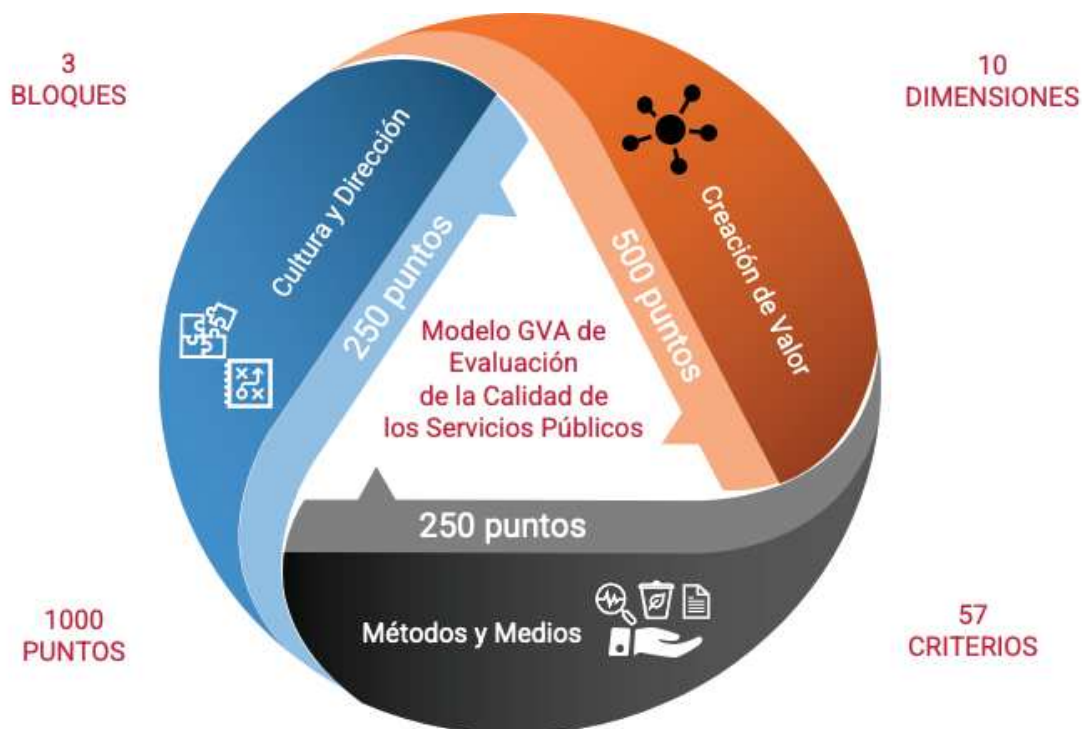 3
BLOQUES
10
DIMENSIONES
Cultura y Dirección
250 puntos
Creación de Valor
500 puntos
Modelo GVA de
Evaluación
de la Calidad de
los Servicios Públicos
250 puntos
Métodos y Medios
1000
PUNTOS
57
CRITERIOS